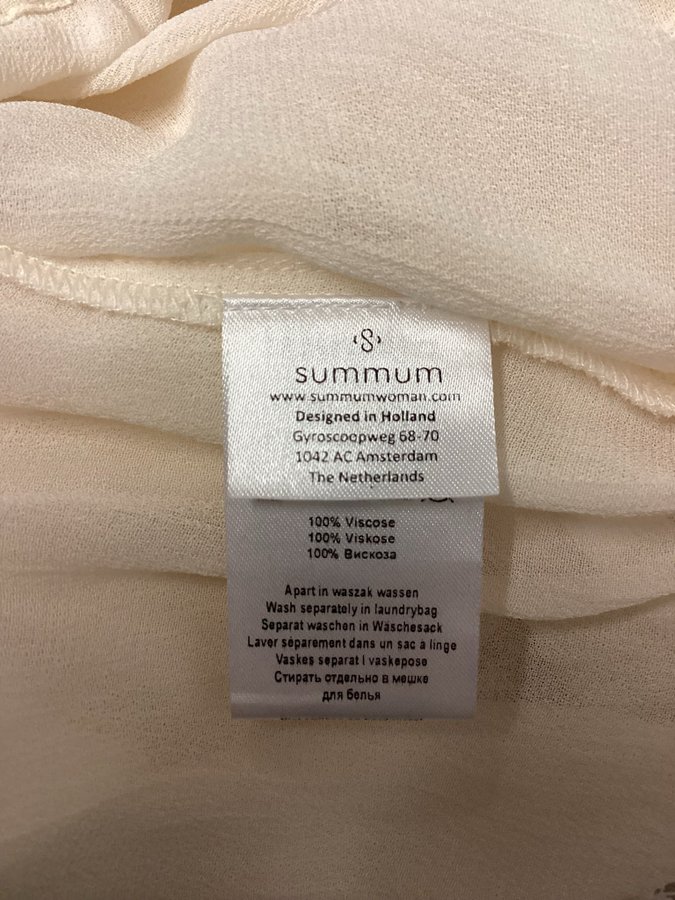 summum
www.summumwoman.com
Designed in Holland
Gyroscoopweg 68-70
1042 AC Amsterdam
The Netherlands
100% Viscose
100% Viskose
100% Вискоза
Apart in waszak wassen
Wash separately in laundrybag
Separat waschen in Wäschesack
Laver séparement dans un sac à linge
Vaskes separat I vaskepose
Стирать отдельно в мешке
для белья